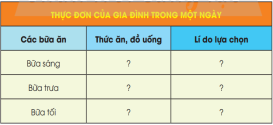 THỰC ĐƠN CỦA GIA ĐÌNH TRONG MỘT NGÀY
Các bữa ăn Thức ăn, đồ uống Lí do lựa chọn
Bữa sáng ? ?
Bữa trưa ? ?
Bữa tối ? ?